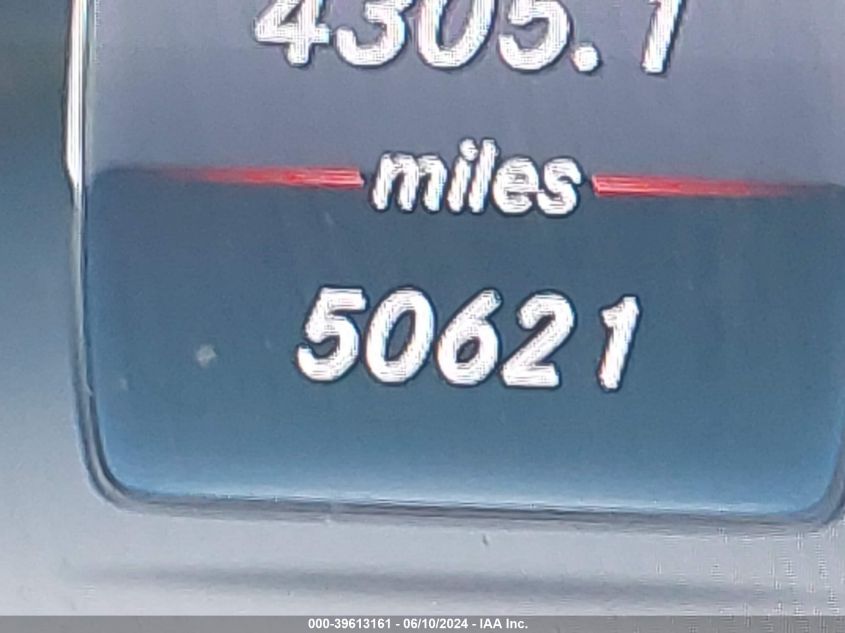 4305.1
miles
50621
000-39613161 - 06/10/2024 - IAA Inc.